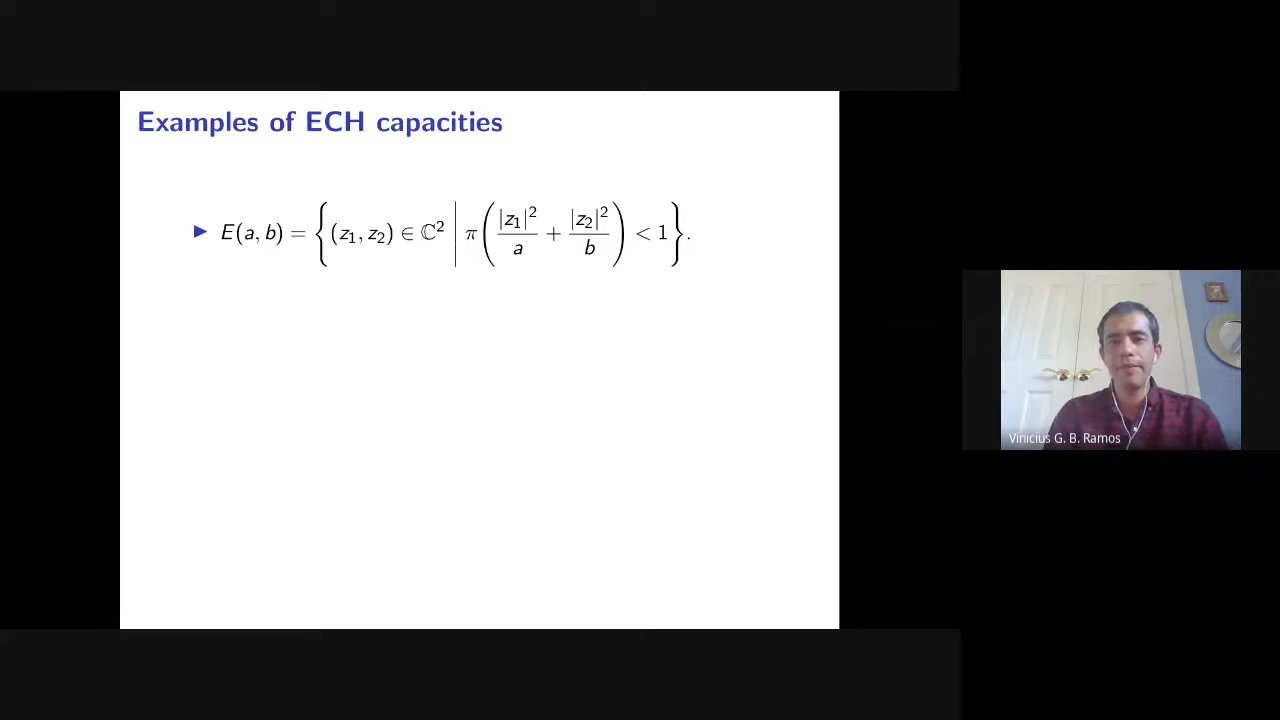 Examples of ECH capacities
▶ E(a, b) = { (z₁, z₂) ∈ ℂ² | π( |z₁|²/a + |z₂|²/b ) < 1 }.
Vinicius G. B. Ramos